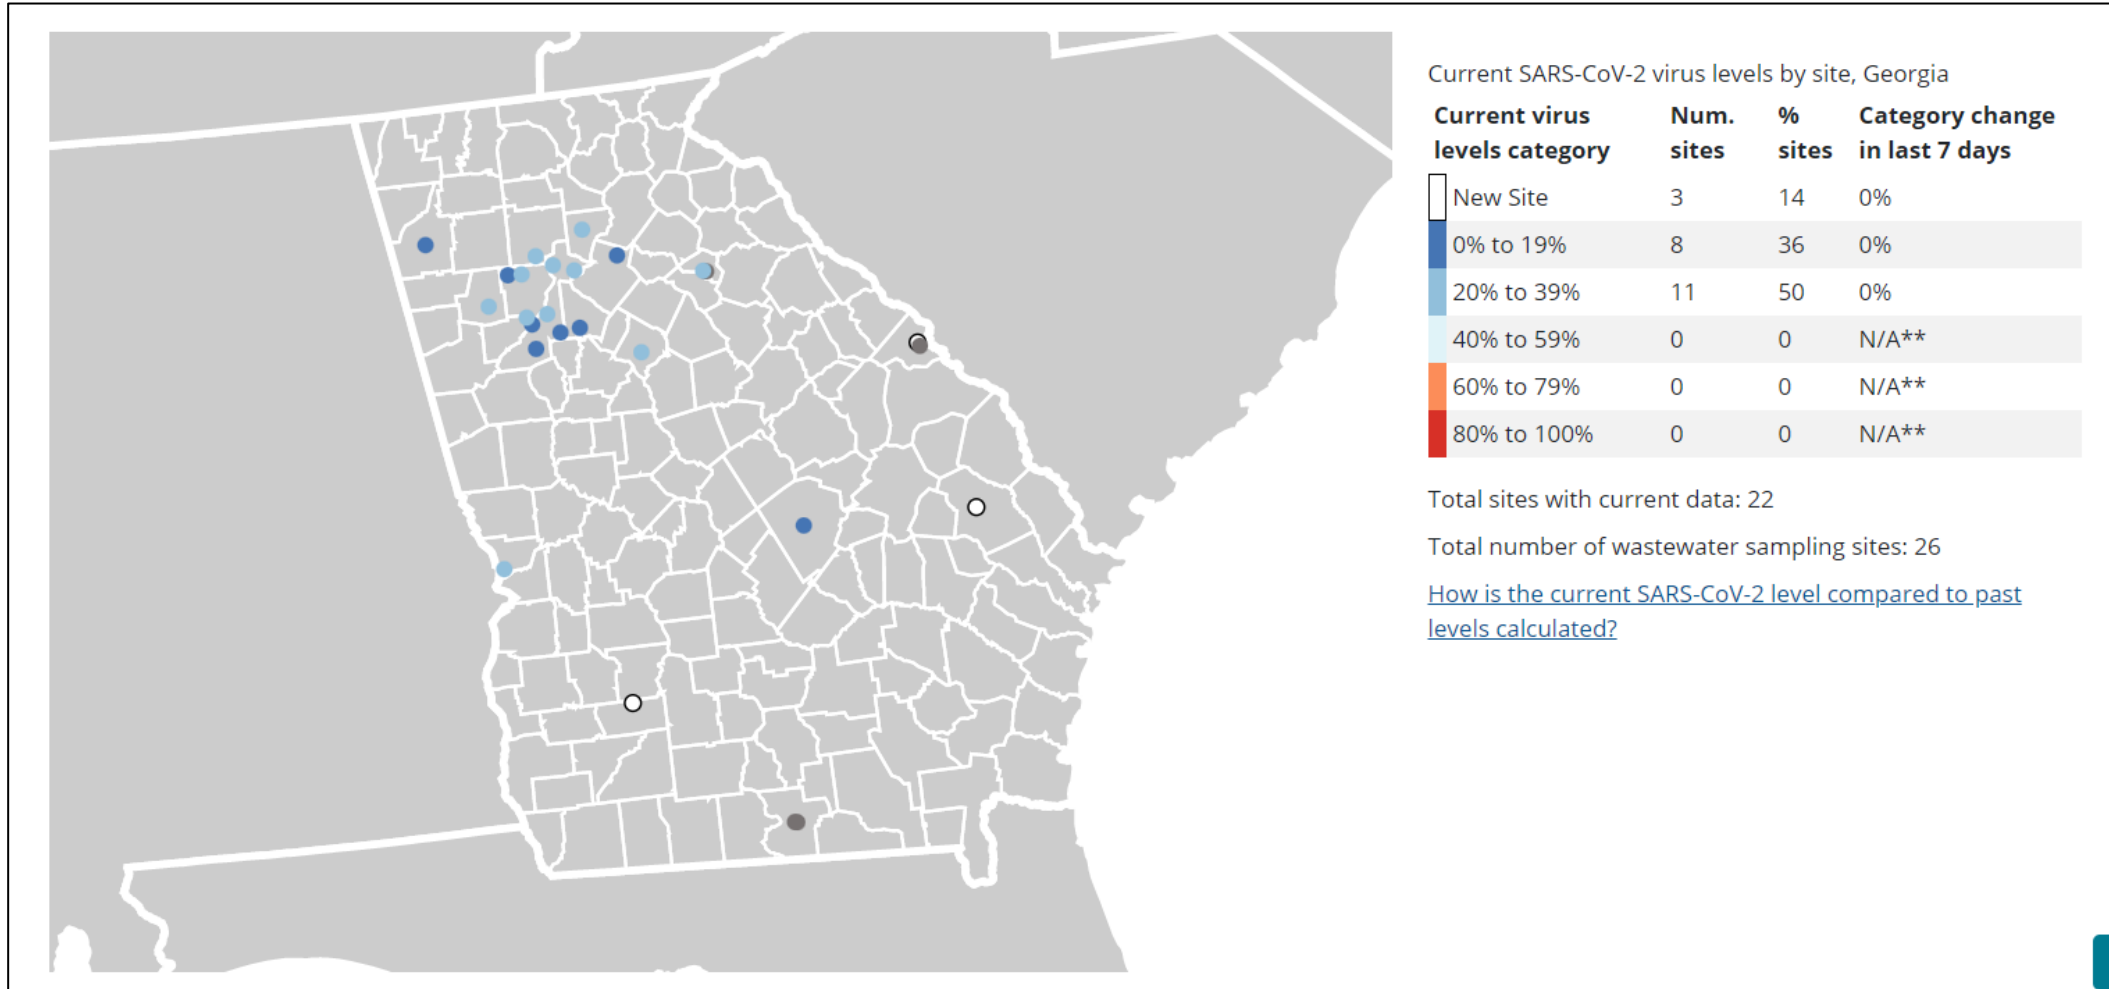 Current SARS-CoV-2 virus levels by site, Georgia
Current virus levels category Num. sites % sites Category change in last 7 days
New Site 3 14 0%
0% to 19% 8 36 0%
20% to 39% 11 50 0%
40% to 59% 0 0 N/A**
60% to 79% 0 0 N/A**
80% to 100% 0 0 N/A**
Total sites with current data: 22
Total number of wastewater sampling sites: 26
How is the current SARS-CoV-2 level compared to past
levels calculated?